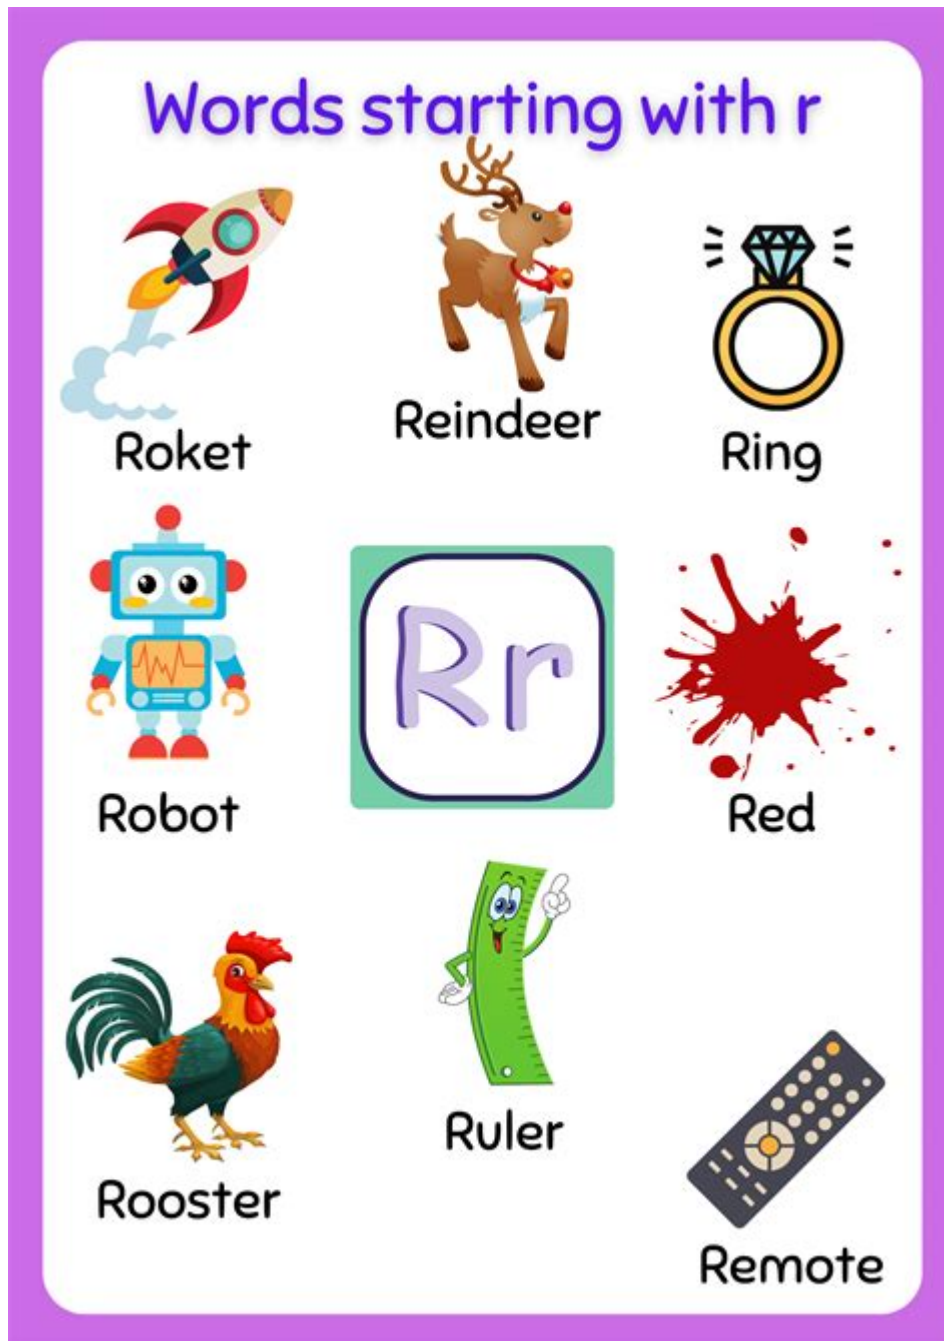 Words starting with r
Roket
Reindeer
Ring
Robot
Rr
Red
Rooster
Ruler
Remote